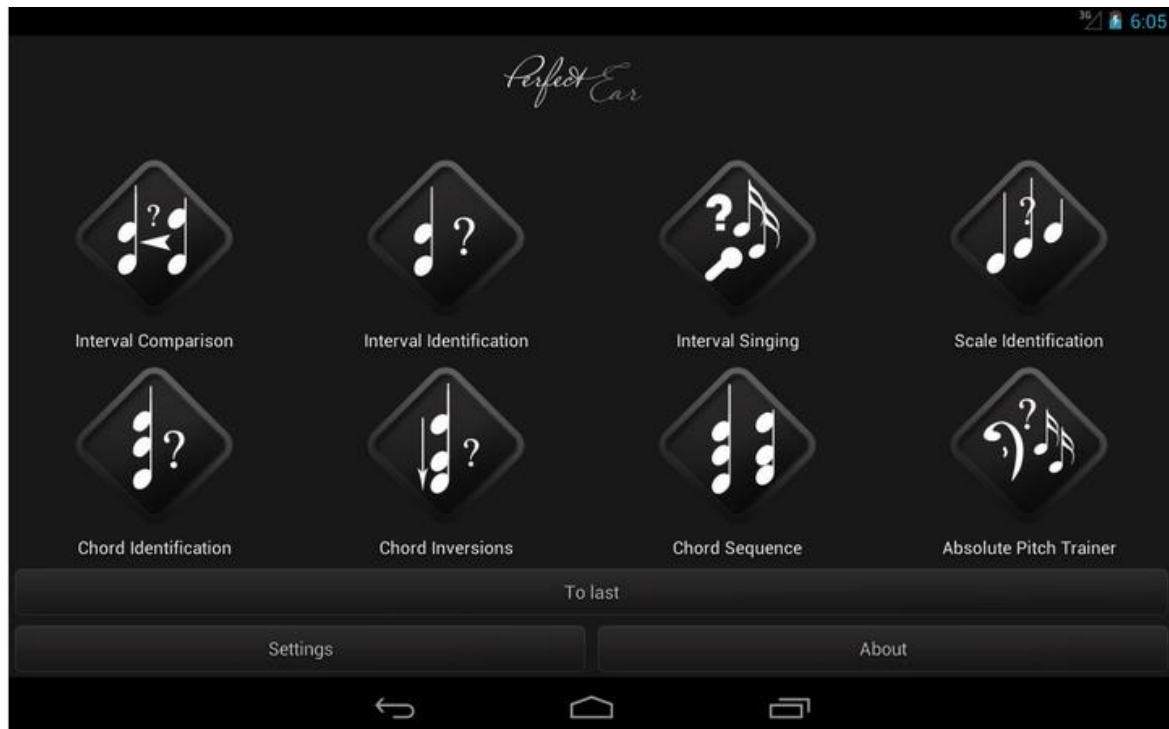 3G 6:05
Perfect Ear
? ? ? ?
Interval Comparison Interval Identification Interval Singing Scale Identification
? ? ?
Chord Identification Chord Inversions Chord Sequence Absolute Pitch Trainer
To last
Settings About